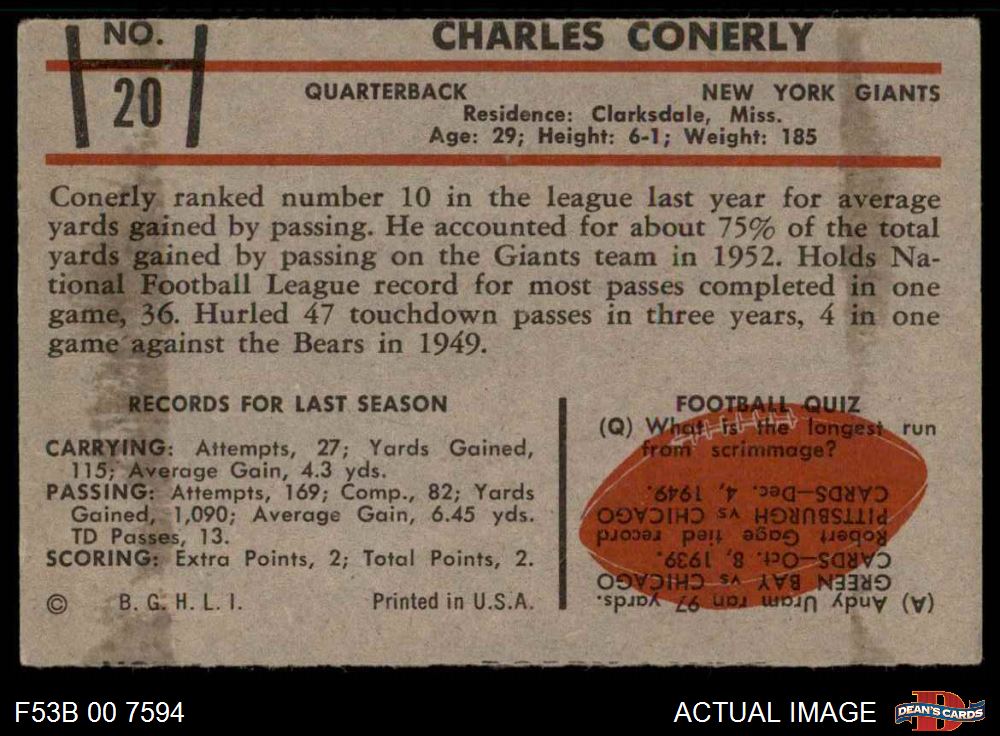 NO.
20
CHARLES CONERLY
QUARTERBACK NEW YORK GIANTS
Residence: Clarksdale, Miss.
Age: 29; Height: 6-1; Weight: 185
Conerly ranked number 10 in the league last year for average
yards gained by passing. He accounted for about 75% of the total
yards gained by passing on the Giants team in 1952. Holds Na-
tional Football League record for most passes completed in one
game, 36. Hurled 47 touchdown passes in three years, 4 in one
game against the Bears in 1949.
RECORDS FOR LAST SEASON
CARRYING: Attempts, 27; Yards Gained,
115; Average Gain, 4.3 yds.
PASSING: Attempts, 169; Comp., 82; Yards
Gained, 1,090; Average Gain, 6.45 yds.
TD Passes, 13.
SCORING: Extra Points, 2; Total Points, 2.
© B. G. H. L. I. Printed in U.S.A.
FOOTBALL QUIZ
(Q) What is the longest run
from scrimmage?
(A) Andy Uram ran 97 yards.
GREEN BAY vs CHICAGO
CARDS—Oct. 8, 1939.
Robert Gage tied record
PITTSBURGH vs CHICAGO
CARDS—Dec. 4, 1949.
F53B 00 7594
ACTUAL IMAGE
DEAN'S CARDS